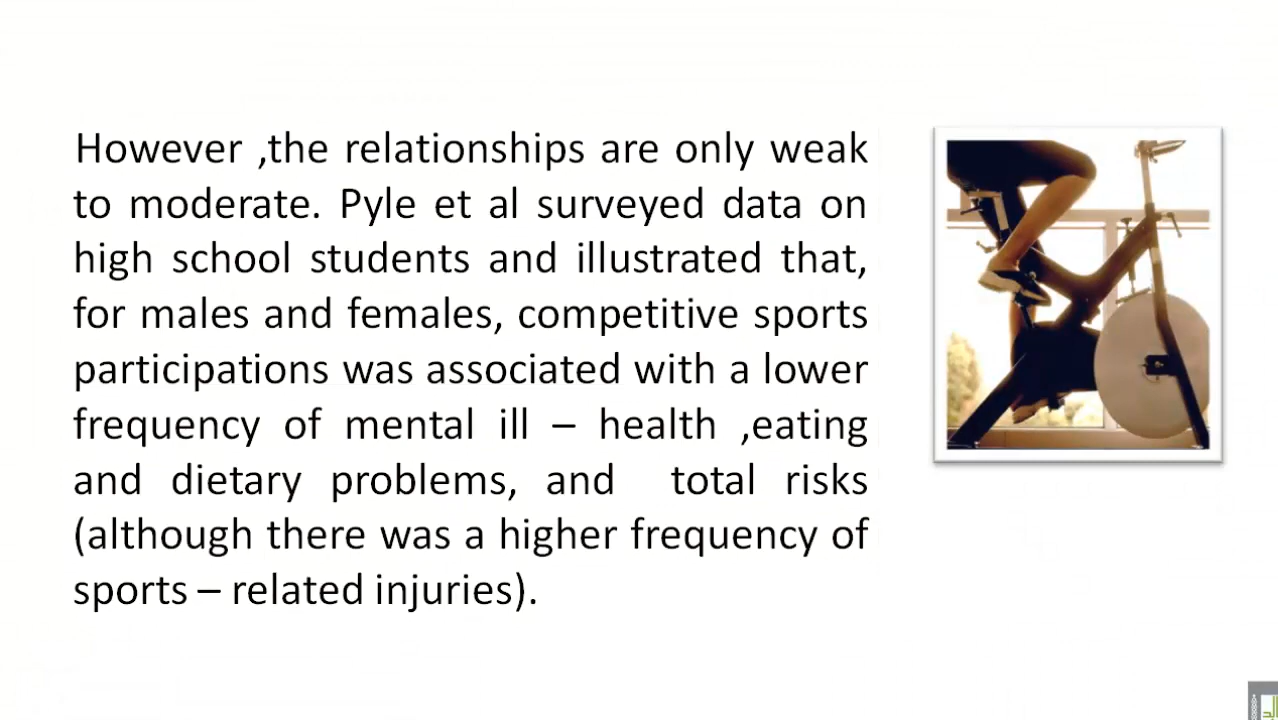 However ,the relationships are only weak
to moderate. Pyle et al surveyed data on
high school students and illustrated that,
for males and females, competitive sports
participations was associated with a lower
frequency of mental ill – health ,eating
and dietary problems, and total risks
(although there was a higher frequency of
sports – related injuries).